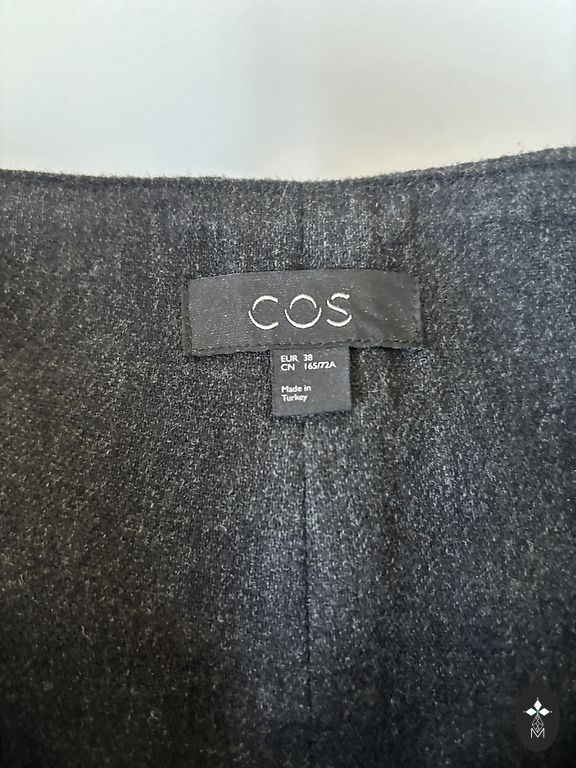 COS
EUR 38
CN 165/72A
Made in
Turkey